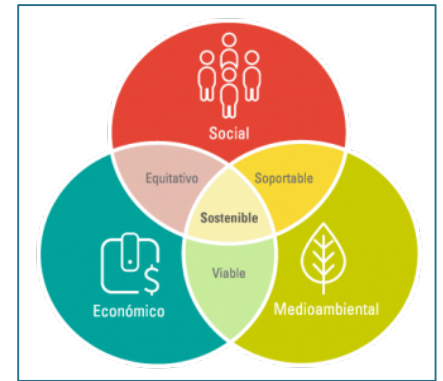 Social
Equitativo
Soportable
Sostenible
Viable
$
Económico
Medioambiental